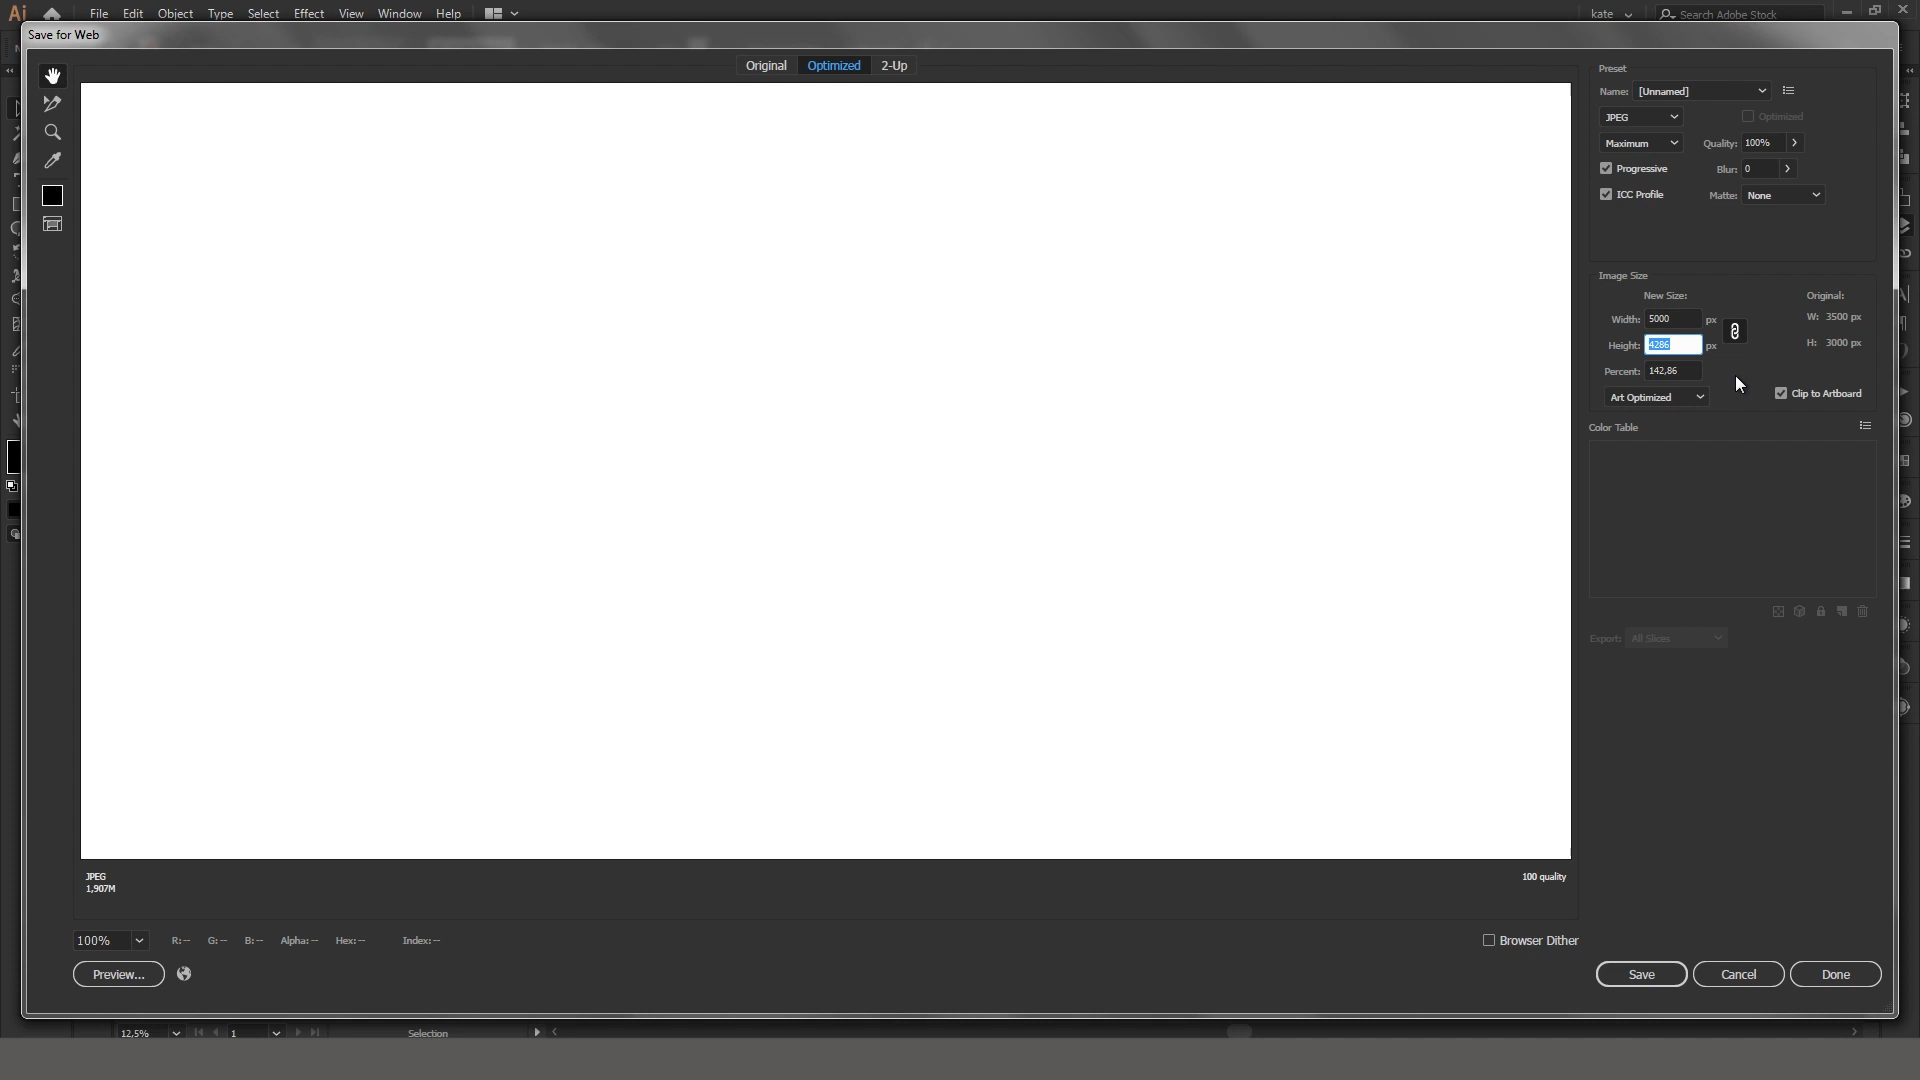 Ai File Edit Object Type Select Effect View Window Help kate Search Adobe Stock
Save for Web
Original Optimized 2-Up
Preset
Name: [Unnamed]
JPEG Optimized
Maximum Quality: 100%
Progressive Blur: 0
ICC Profile Matte: None
Image Size
New Size: Original:
Width: 5000 px W: 3500 px
Height: 4286 px H: 3000 px
Percent: 142,86
Art Optimized Clip to Artboard
Color Table
Export: All Slices
JPEG 100 quality
1,907M
100% R: -- G: -- B: -- Alpha: -- Hex: -- Index: -- Browser Dither
Preview... Save Cancel Done
12,5% 1 Selection